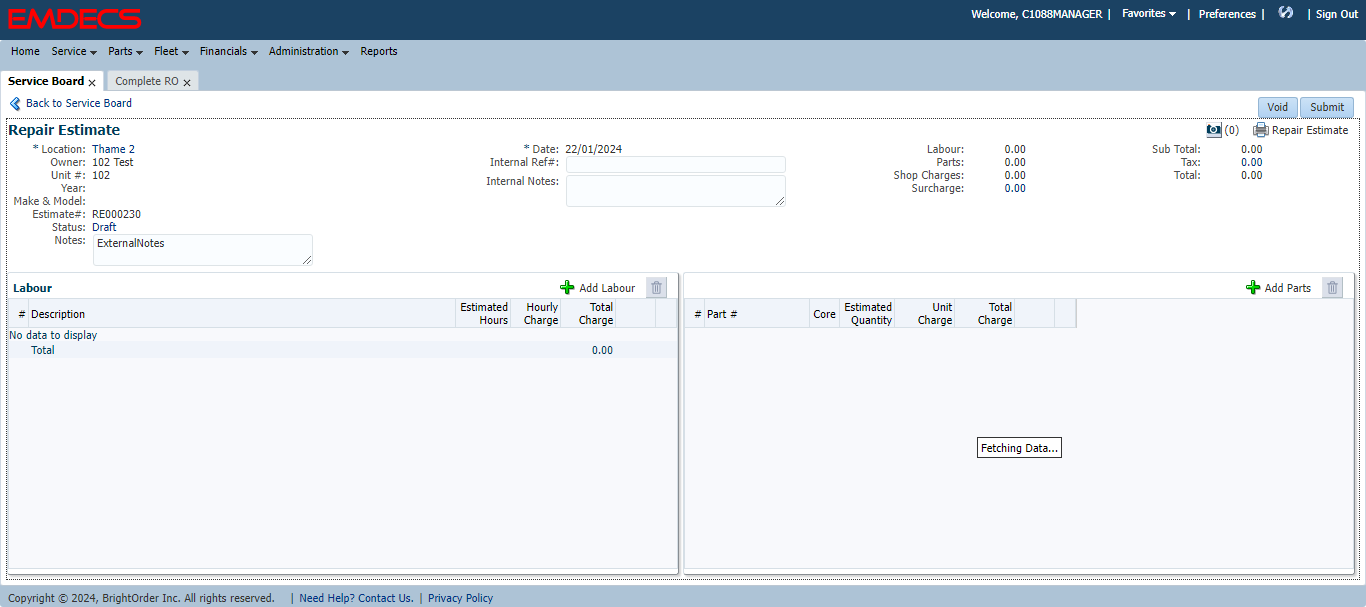 EMDECS
Welcome, C1088MANAGER | Favorites | Preferences | | Sign Out
Home Service Parts Fleet Financials Administration Reports
Service Board x Complete RO x
Back to Service Board
Void Submit
Repair Estimate
(0) Repair Estimate
* Location: Thame 2
Owner: 102 Test
Unit #: 102
Year:
Make & Model:
Estimate#: RE000230
Status: Draft
Notes: ExternalNotes
* Date: 22/01/2024
Internal Ref#:
Internal Notes:
Labour: 0.00
Parts: 0.00
Shop Charges: 0.00
Surcharge: 0.00
Sub Total: 0.00
Tax: 0.00
Total: 0.00
Labour Add Labour
# Description Estimated Hours Hourly Charge Total Charge
No data to display
Total 0.00
Add Parts
# Part # Core Estimated Quantity Unit Charge Total Charge
Fetching Data...
Copyright © 2024, BrightOrder Inc. All rights reserved. | Need Help? Contact Us. | Privacy Policy